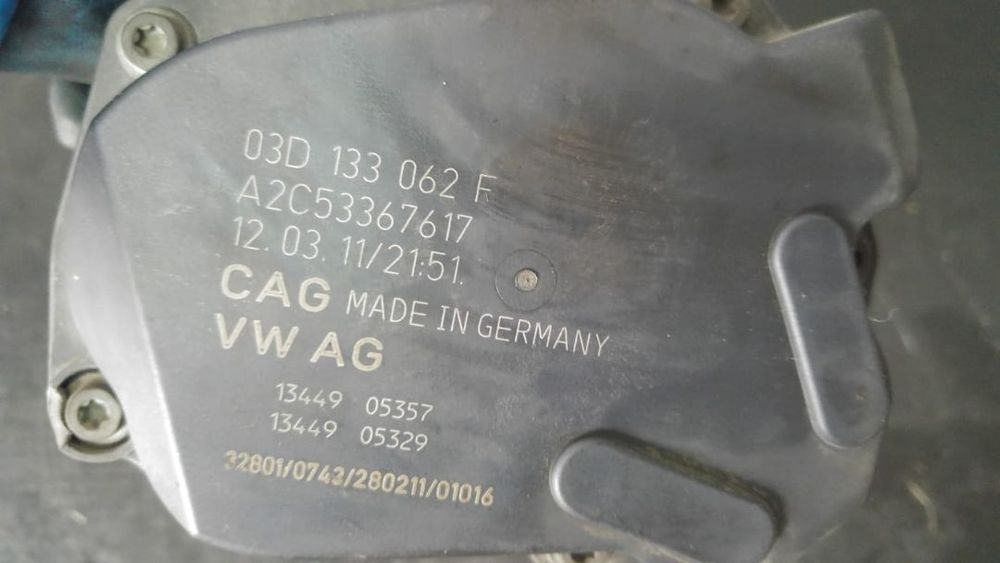 03D 133 062 F
A2C53367617
12.03.11/21:51.
CAG MADE IN GERMANY
VW AG
13449 05357
13449 05329
32801/0743/280211/01016